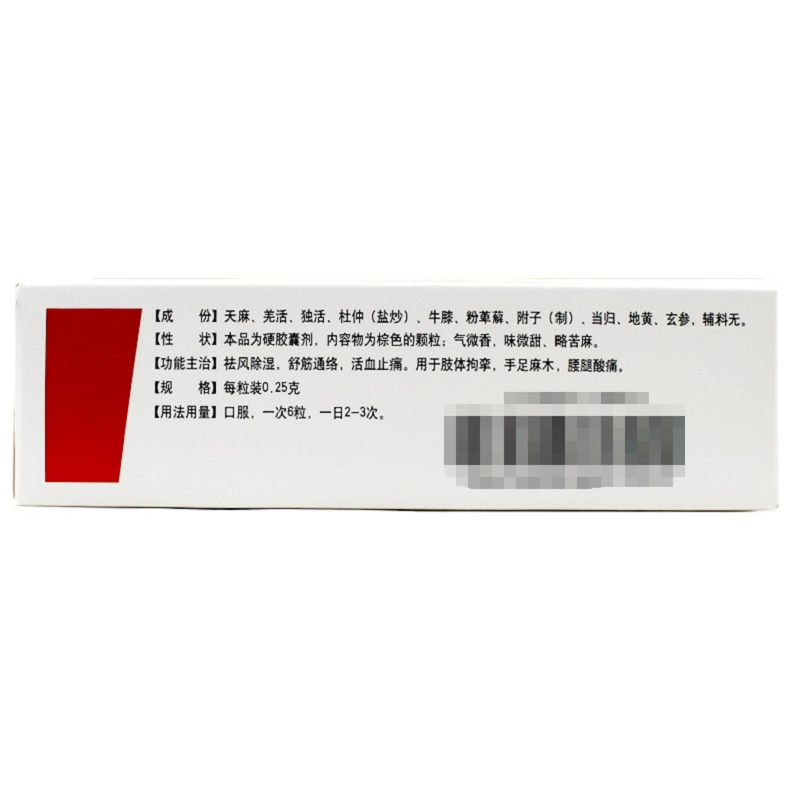 【成　份】天麻、羌活、独活、杜仲（盐炒）、牛膝、粉萆薢、附子（制）、当归、地黄、玄参，辅料无。
【性　状】本品为硬胶囊剂，内容物为棕色的颗粒；气微香，味微甜、略苦麻。
【功能主治】祛风除湿，舒筋通络，活血止痛。用于肢体拘挛，手足麻木，腰腿酸痛。
【规　格】每粒装0.25克
【用法用量】口服，一次6粒，一日2-3次。